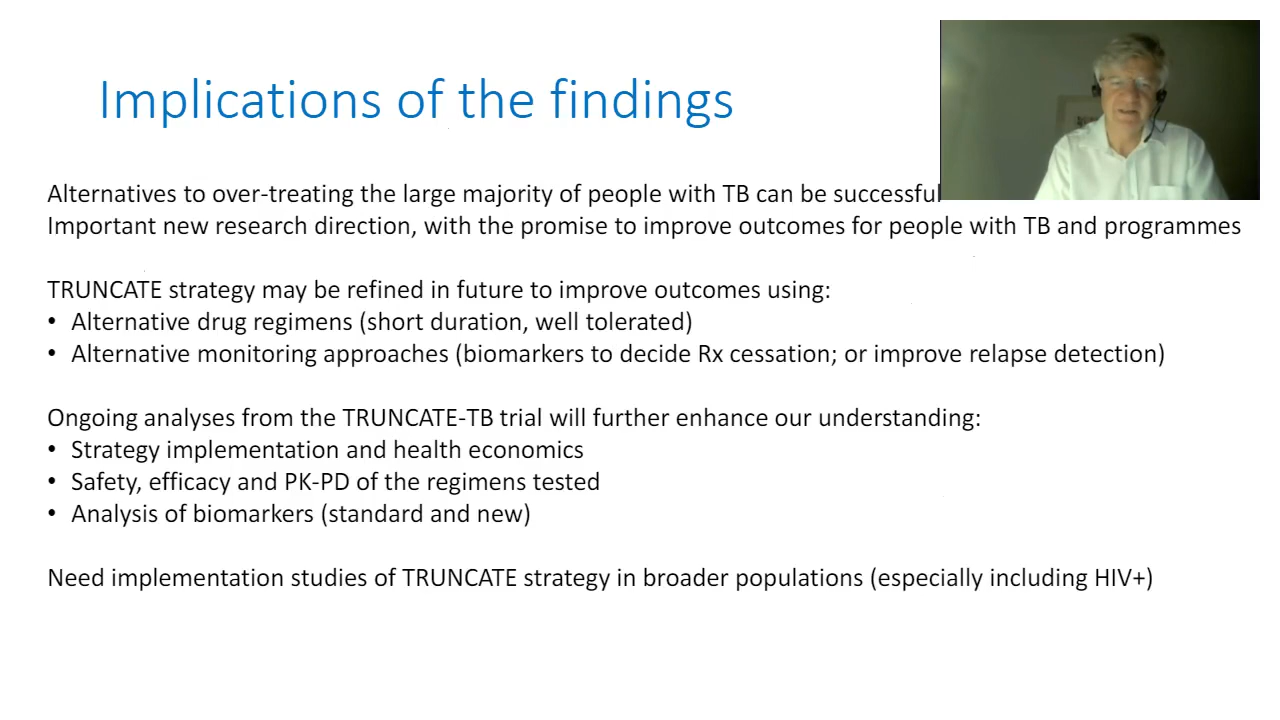 Implications of the findings
Alternatives to over-treating the large majority of people with TB can be successful
Important new research direction, with the promise to improve outcomes for people with TB and programmes
TRUNCATE strategy may be refined in future to improve outcomes using:
• Alternative drug regimens (short duration, well tolerated)
• Alternative monitoring approaches (biomarkers to decide Rx cessation; or improve relapse detection)
Ongoing analyses from the TRUNCATE-TB trial will further enhance our understanding:
• Strategy implementation and health economics
• Safety, efficacy and PK-PD of the regimens tested
• Analysis of biomarkers (standard and new)
Need implementation studies of TRUNCATE strategy in broader populations (especially including HIV+)